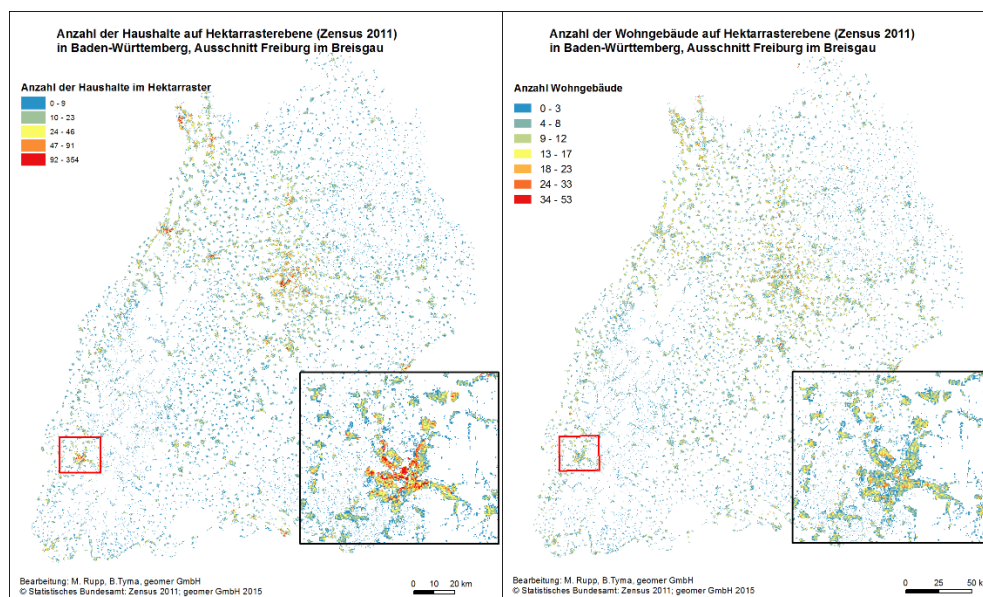 Anzahl der Haushalte auf Hektarrasterebene (Zensus 2011)
in Baden-Württemberg, Ausschnitt Freiburg im Breisgau
Anzahl der Haushalte im Hektarraster
0 - 9
10 - 23
24 - 46
47 - 91
92 - 354
Bearbeitung: M. Rupp, B.Tyma, geomer GmbH
© Statistisches Bundesamt: Zensus 2011; geomer GmbH 2015
0 10 20 km
Anzahl der Wohngebäude auf Hektarrasterebene (Zensus 2011)
in Baden-Württemberg, Ausschnitt Freiburg im Breisgau
Anzahl Wohngebäude
0 - 3
4 - 8
9 - 12
13 - 17
18 - 23
24 - 33
34 - 53
Bearbeitung: M. Rupp, B.Tyma, geomer GmbH
© Statistisches Bundesamt: Zensus 2011; geomer GmbH 2015
0 25 50 k